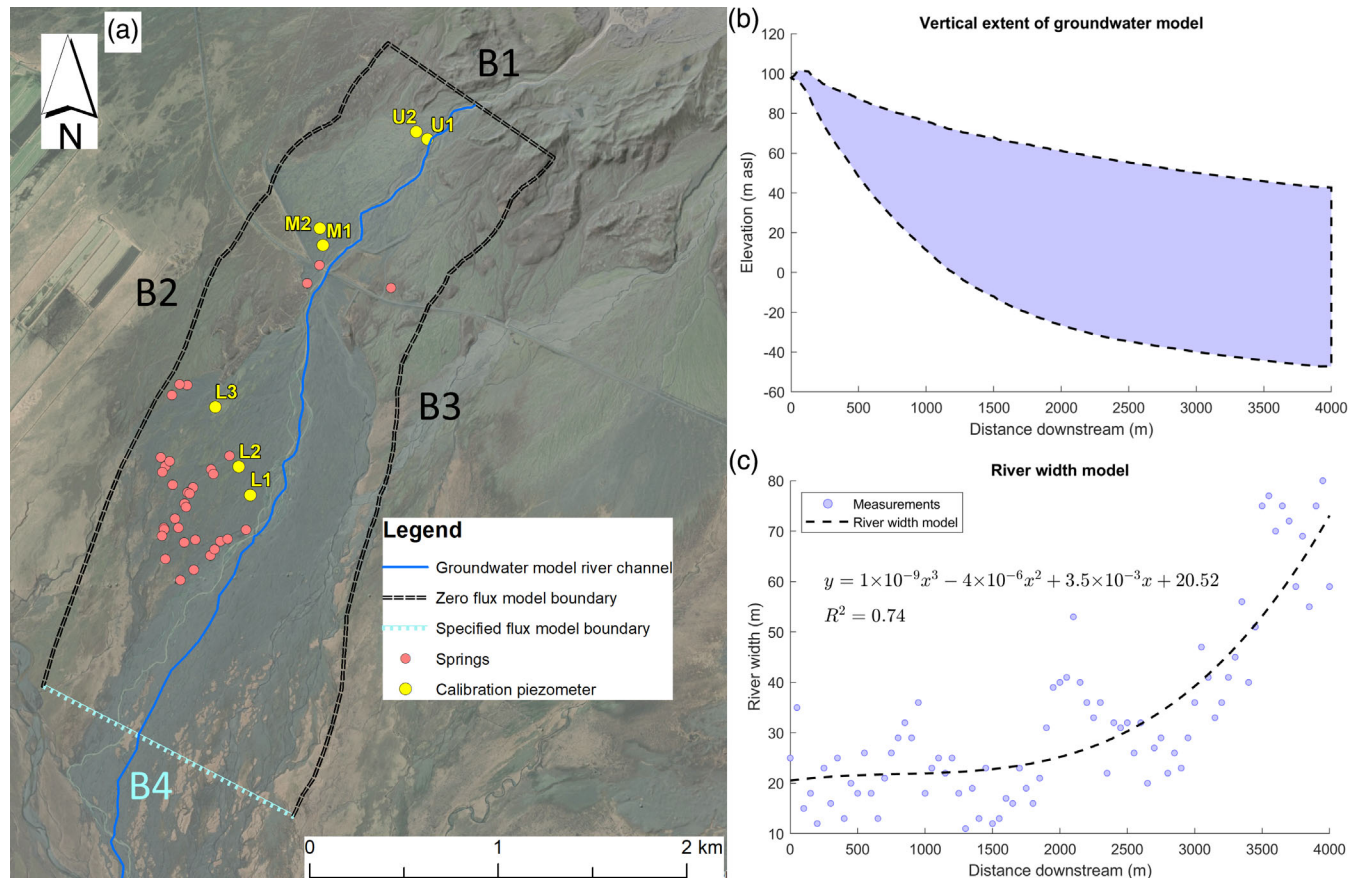 (a)
N
B1
U2
U1
M2
M1
B2
B3
L3
L2
L1
B4
Legend
Groundwater model river channel
Zero flux model boundary
Specified flux model boundary
Springs
Calibration piezometer
0 1 2 km
(b)
Vertical extent of groundwater model
120
100
80
60
40
20
0
-20
-40
-60
Elevation (m asl)
0 500 1000 1500 2000 2500 3000 3500 4000
Distance downstream (m)
(c)
River width model
80
70
60
50
40
30
20
10
River width (m)
Measurements
River width model
y = 1×10⁻⁹x³ − 4×10⁻⁶x² + 3.5×10⁻³x + 20.52
R² = 0.74
0 500 1000 1500 2000 2500 3000 3500 4000
Distance downstream (m)